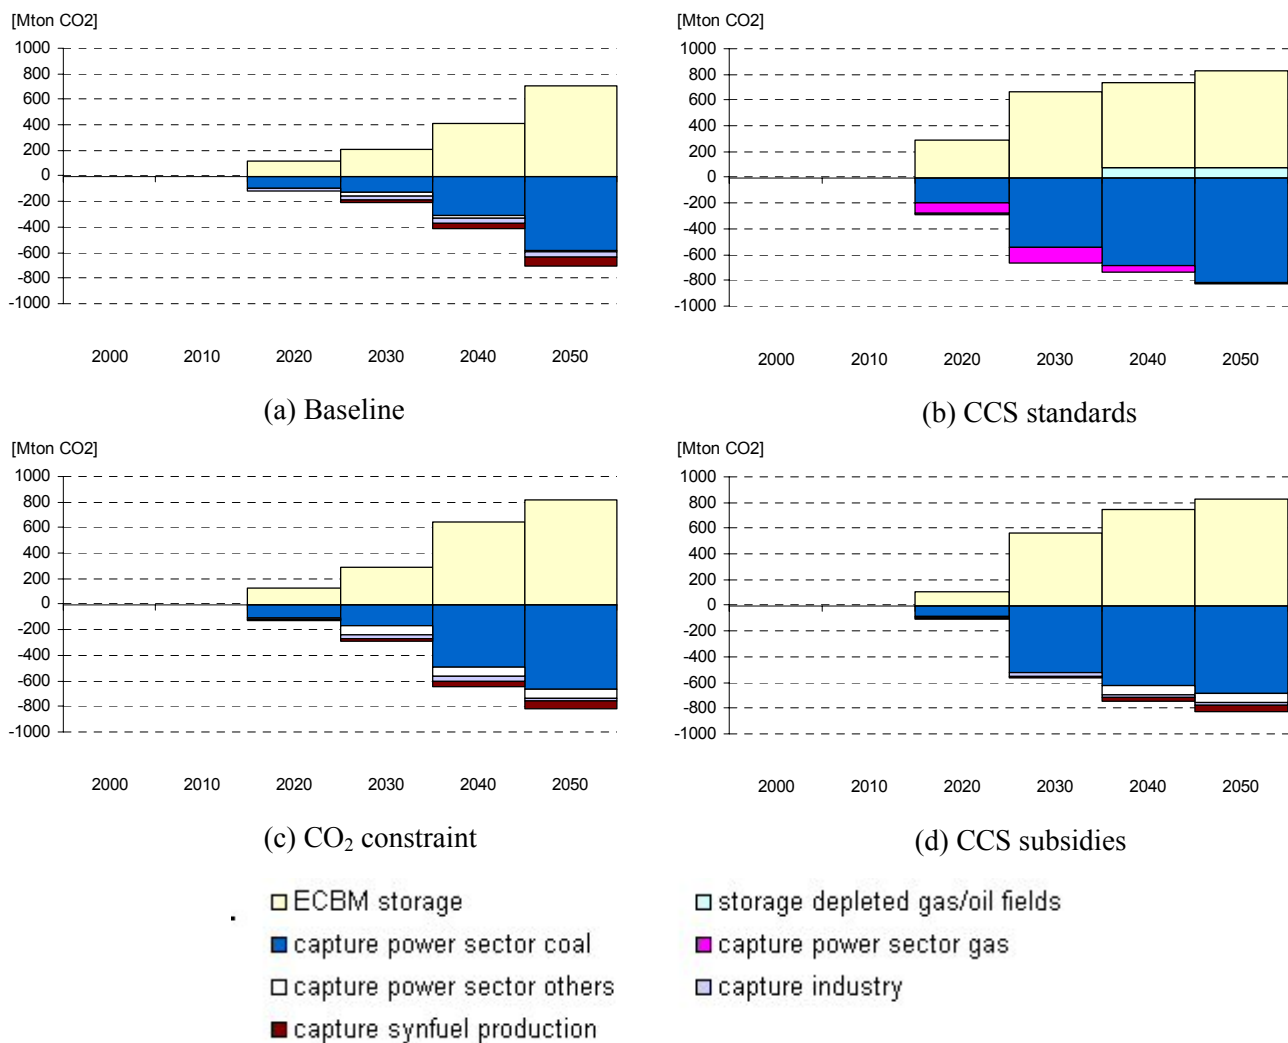 [Mton CO2]
1000
800
600
400
200
0
-200
-400
-600
-800
-1000
2000 2010 2020 2030 2040 2050
(a) Baseline
[Mton CO2]
1000
800
600
400
200
0
-200
-400
-600
-800
-1000
2000 2010 2020 2030 2040 2050
(b) CCS standards
[Mton CO2]
1000
800
600
400
200
0
-200
-400
-600
-800
-1000
2000 2010 2020 2030 2040 2050
(c) CO₂ constraint
[Mton CO2]
1000
800
600
400
200
0
-200
-400
-600
-800
-1000
2000 2010 2020 2030 2040 2050
(d) CCS subsidies
ECBM storage
storage depleted gas/oil fields
capture power sector coal
capture power sector gas
capture power sector others
capture industry
capture synfuel production